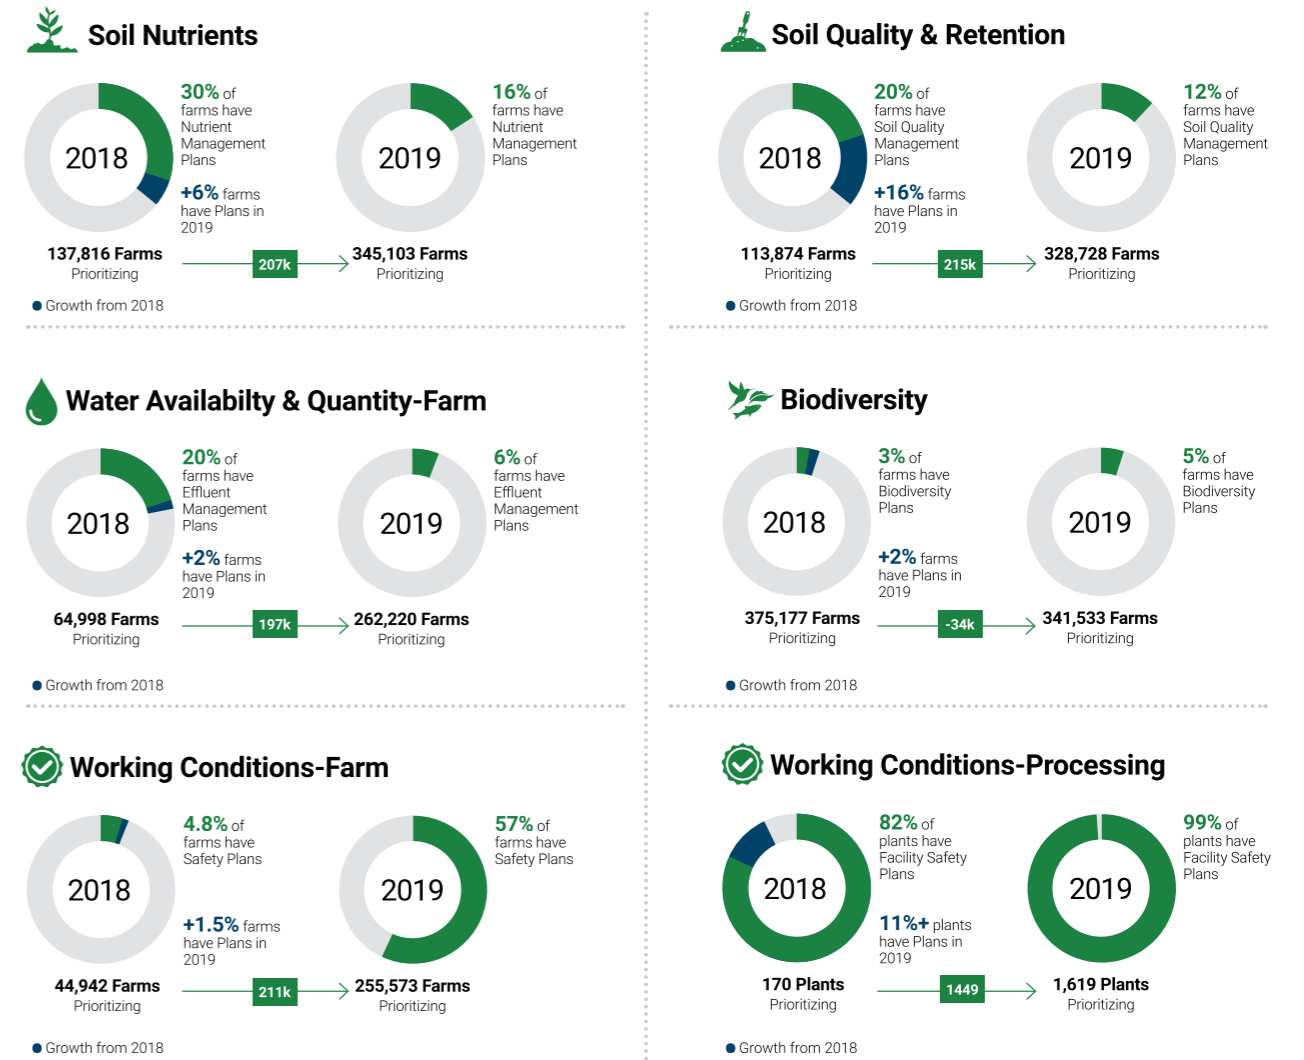 Soil Nutrients
2018
30% of
farms have
Nutrient
Management
Plans
+6% farms
have Plans in
2019
2019
16% of
farms have
Nutrient
Management
Plans
137,816 Farms
Prioritizing
207k
345,103 Farms
Prioritizing
Growth from 2018
Soil Quality & Retention
2018
20% of
farms have
Soil Quality
Management
Plans
+16% farms
have Plans in
2019
2019
12% of
farms have
Soil Quality
Management
Plans
113,874 Farms
Prioritizing
215k
328,728 Farms
Prioritizing
Growth from 2018
Water Availabilty & Quantity-Farm
2018
20% of
farms have
Effluent
Management
Plans
+2% farms
have Plans in
2019
2019
6% of
farms have
Effluent
Management
Plans
64,998 Farms
Prioritizing
197k
262,220 Farms
Prioritizing
Growth from 2018
Biodiversity
2018
3% of
farms have
Biodiversity
Plans
+2% farms
have Plans in
2019
2019
5% of
farms have
Biodiversity
Plans
375,177 Farms
Prioritizing
-34k
341,533 Farms
Prioritizing
Growth from 2018
Working Conditions-Farm
2018
4.8% of
farms have
Safety Plans
+1.5% farms
have Plans in
2019
2019
57% of
farms have
Safety Plans
44,942 Farms
Prioritizing
211k
255,573 Farms
Prioritizing
Growth from 2018
Working Conditions-Processing
2018
82% of
plants have
Facility Safety
Plans
11%+ plants
have Plans in
2019
2019
99% of
plants have
Facility Safety
Plans
170 Plants
Prioritizing
1449
1,619 Plants
Prioritizing
Growth from 2018